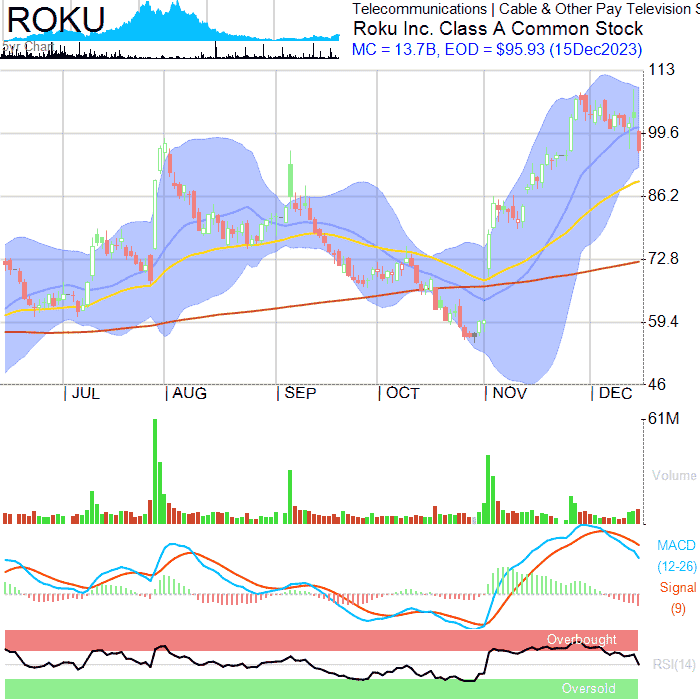 ROKU
5yr Chart
Telecommunications | Cable & Other Pay Television S
Roku Inc. Class A Common Stock
MC = 13.7B, EOD = $95.93 (15Dec2023)
113
99.6
86.2
72.8
59.4
46
| JUL | AUG | SEP | OCT | NOV | DEC
61M
Volume
MACD
(12-26)
Signal
(9)
Overbought
RSI(14)
Oversold